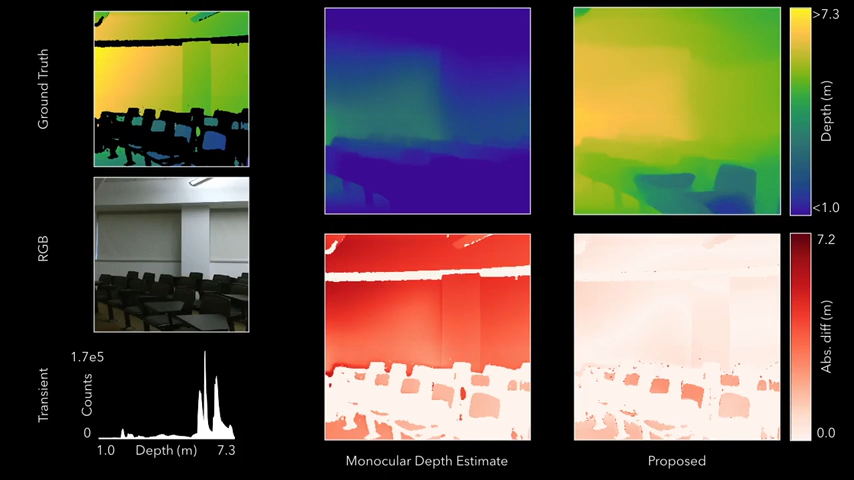 Ground Truth
>7.3
Depth (m)
<1.0
RGB
7.2
Abs. diff (m)
0.0
Transient
1.7e5
Counts
0
1.0 Depth (m) 7.3
Monocular Depth Estimate
Proposed